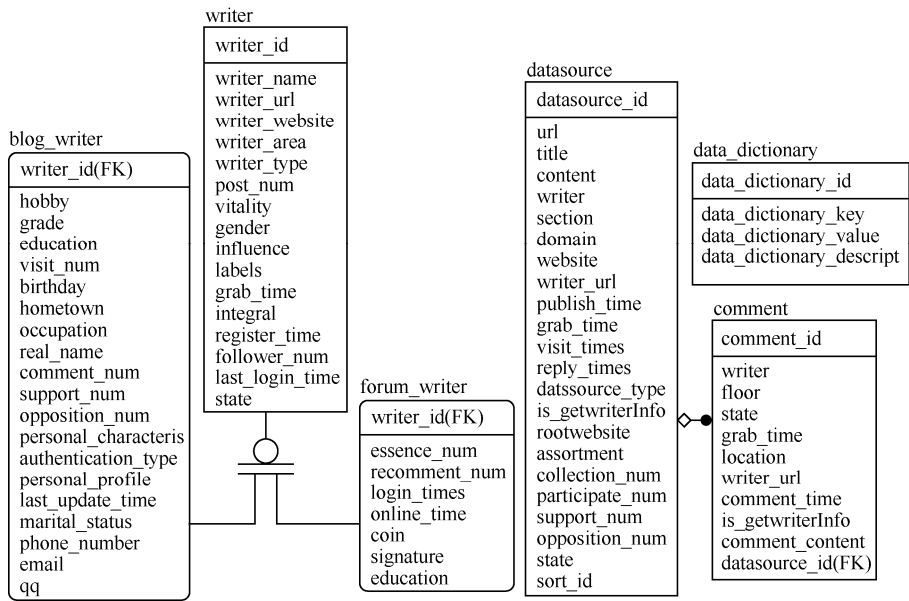 writer
writer_id
writer_name
writer_url
writer_website
writer_area
writer_type
post_num
vitality
gender
influence
labels
grab_time
integral
register_time
follower_num
last_login_time
state
blog_writer
writer_id(FK)
hobby
grade
education
visit_num
birthday
hometown
occupation
real_name
comment_num
support_num
opposition_num
personal_characteris
authentication_type
personal_profile
last_update_time
marital_status
phone_number
email
qq
forum_writer
writer_id(FK)
essence_num
recomment_num
login_times
online_time
coin
signature
education
datasource
datasource_id
url
title
content
writer
section
domain
website
writer_url
publish_time
grab_time
visit_times
reply_times
datssource_type
is_getwriterInfo
rootwebsite
assortment
collection_num
participate_num
support_num
opposition_num
state
sort_id
data_dictionary
data_dictionary_id
data_dictionary_key
data_dictionary_value
data_dictionary_descript
comment
comment_id
writer
floor
state
grab_time
location
writer_url
comment_time
is_getwriterInfo
comment_content
datasource_id(FK)